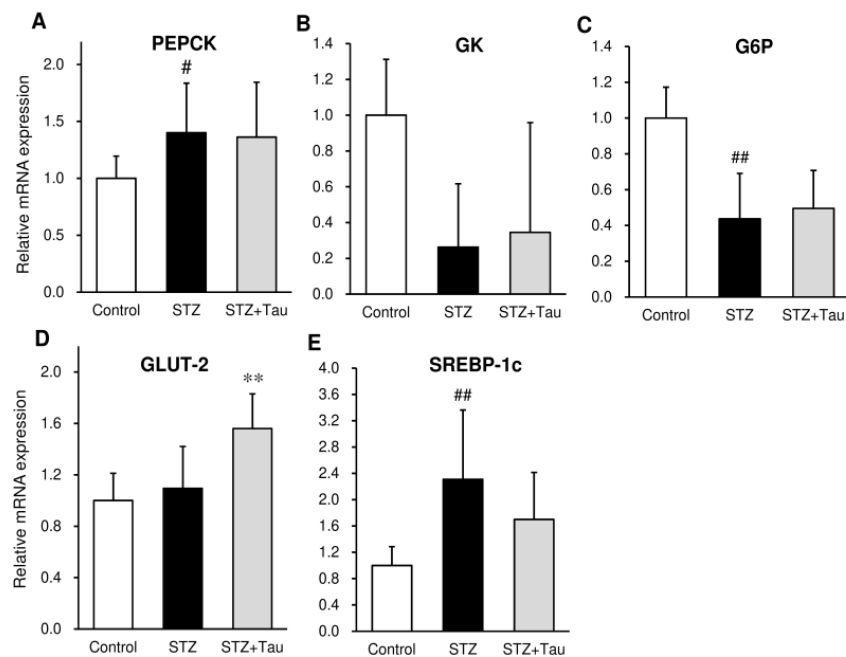 A
PEPCK
Relative mRNA expression
2.0
1.5
1.0
0.5
0.0
#
Control STZ STZ+Tau
B
GK
1.4
1.2
1.0
0.8
0.6
0.4
0.2
0.0
Control STZ STZ+Tau
C
G6P
1.4
1.2
1.0
0.8
0.6
0.4
0.2
0.0
##
Control STZ STZ+Tau
D
GLUT-2
Relative mRNA expression
2.0
1.6
1.2
0.8
0.4
0.0
**
Control STZ STZ+Tau
E
SREBP-1c
4.0
3.6
3.2
2.8
2.4
2.0
1.6
1.2
0.8
0.4
0.0
##
Control STZ STZ+Tau